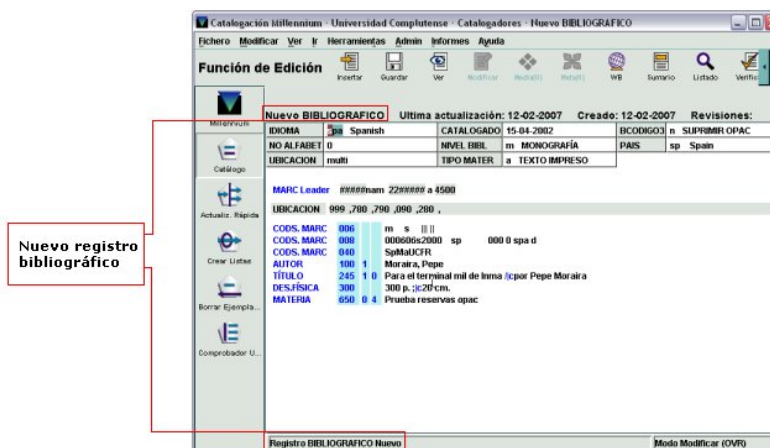 Catalogación Millennium · Universidad Complutense · Catalogadores · Nuevo BIBLIOGRAFICO
Fichero Modificar Ver Ir Herramientas Admin Informes Ayuda
Función de Edición
Insertar Guardar Ver Modificar WB Sumario Listado
Millennium
Nuevo BIBLIOGRAFICO Ultima actualización: 12-02-2007 Creado: 12-02-2007 Revisiones:
IDIOMA spa Spanish CATALOGADO 15-04-2002 BCODIGO3 n SUPRIMIR OPAC
NO ALFABET 0 NIVEL BIBL m MONOGRAFÍA PAIS sp Spain
UBICACION multi TIPO MATER a TEXTO IMPRESO
Catálogo
MARC Leader #####nam 22##### a 4500
UBICACION 999 ,780 ,790 ,090 ,280 ,
Actualiz. Rápida
CODS. MARC 006 m s || ||
CODS. MARC 008 000606s2000 sp 000 0 spa d
CODS. MARC 040 SpMaUCFR
AUTOR 100 1 Moraira, Pepe
TÍTULO 245 1 0 Para el terminal mil de Inma /|cpor Pepe Moraira
DES.FÍSICA 300 300 p. ;|c20 cm.
MATERIA 650 0 4 Prueba reservas opac
Nuevo registro
bibliográfico
Crear Listas
Borrar Ejempla...
Comprobador U...
Registro BIBLIOGRAFICO Nuevo Modo Modificar (OVR)